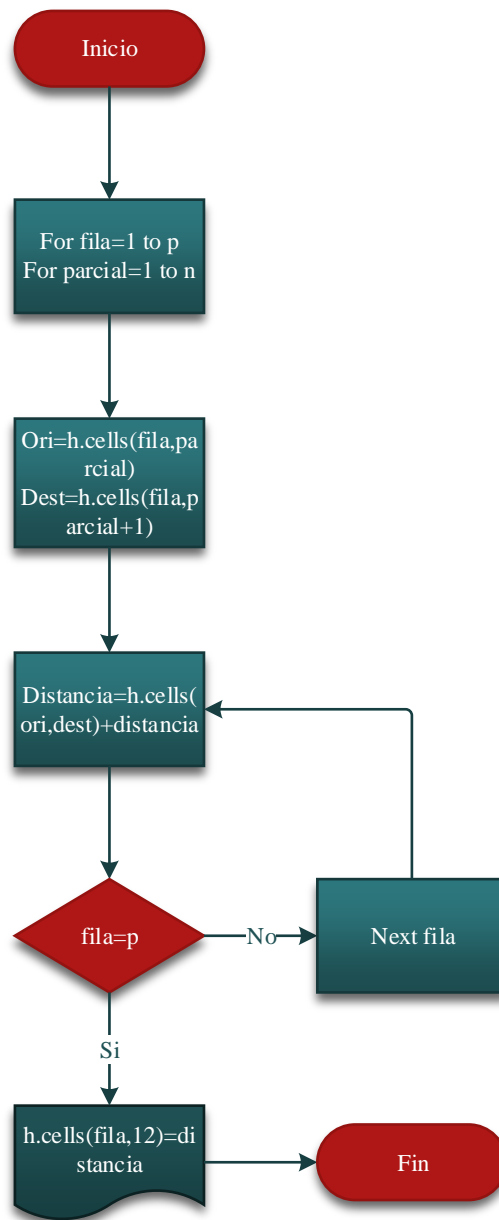 Inicio
For fila=1 to p
For parcial=1 to n
Ori=h.cells(fila,pa
rcial)
Dest=h.cells(fila,p
arcial+1)
Distancia=h.cells(
ori,dest)+distancia
fila=p
No
Next fila
Si
h.cells(fila,12)=di
stancia
Fin